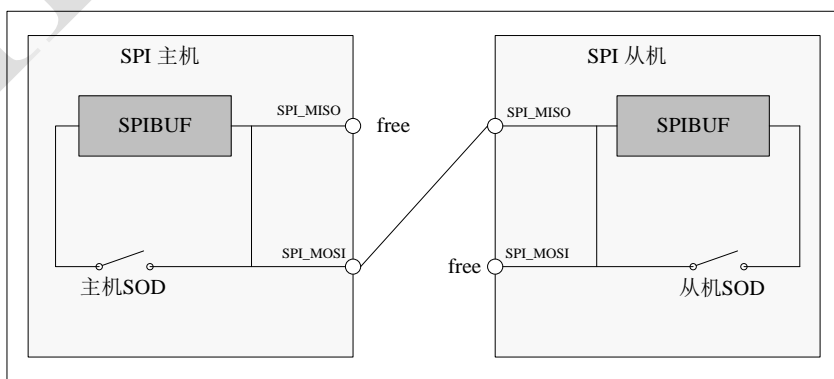 SPI 主机
SPI 从机
SPIBUF
SPI_MISO
free
SPI_MISO
SPIBUF
SPI_MOSI
free
SPI_MOSI
主机SOD
从机SOD